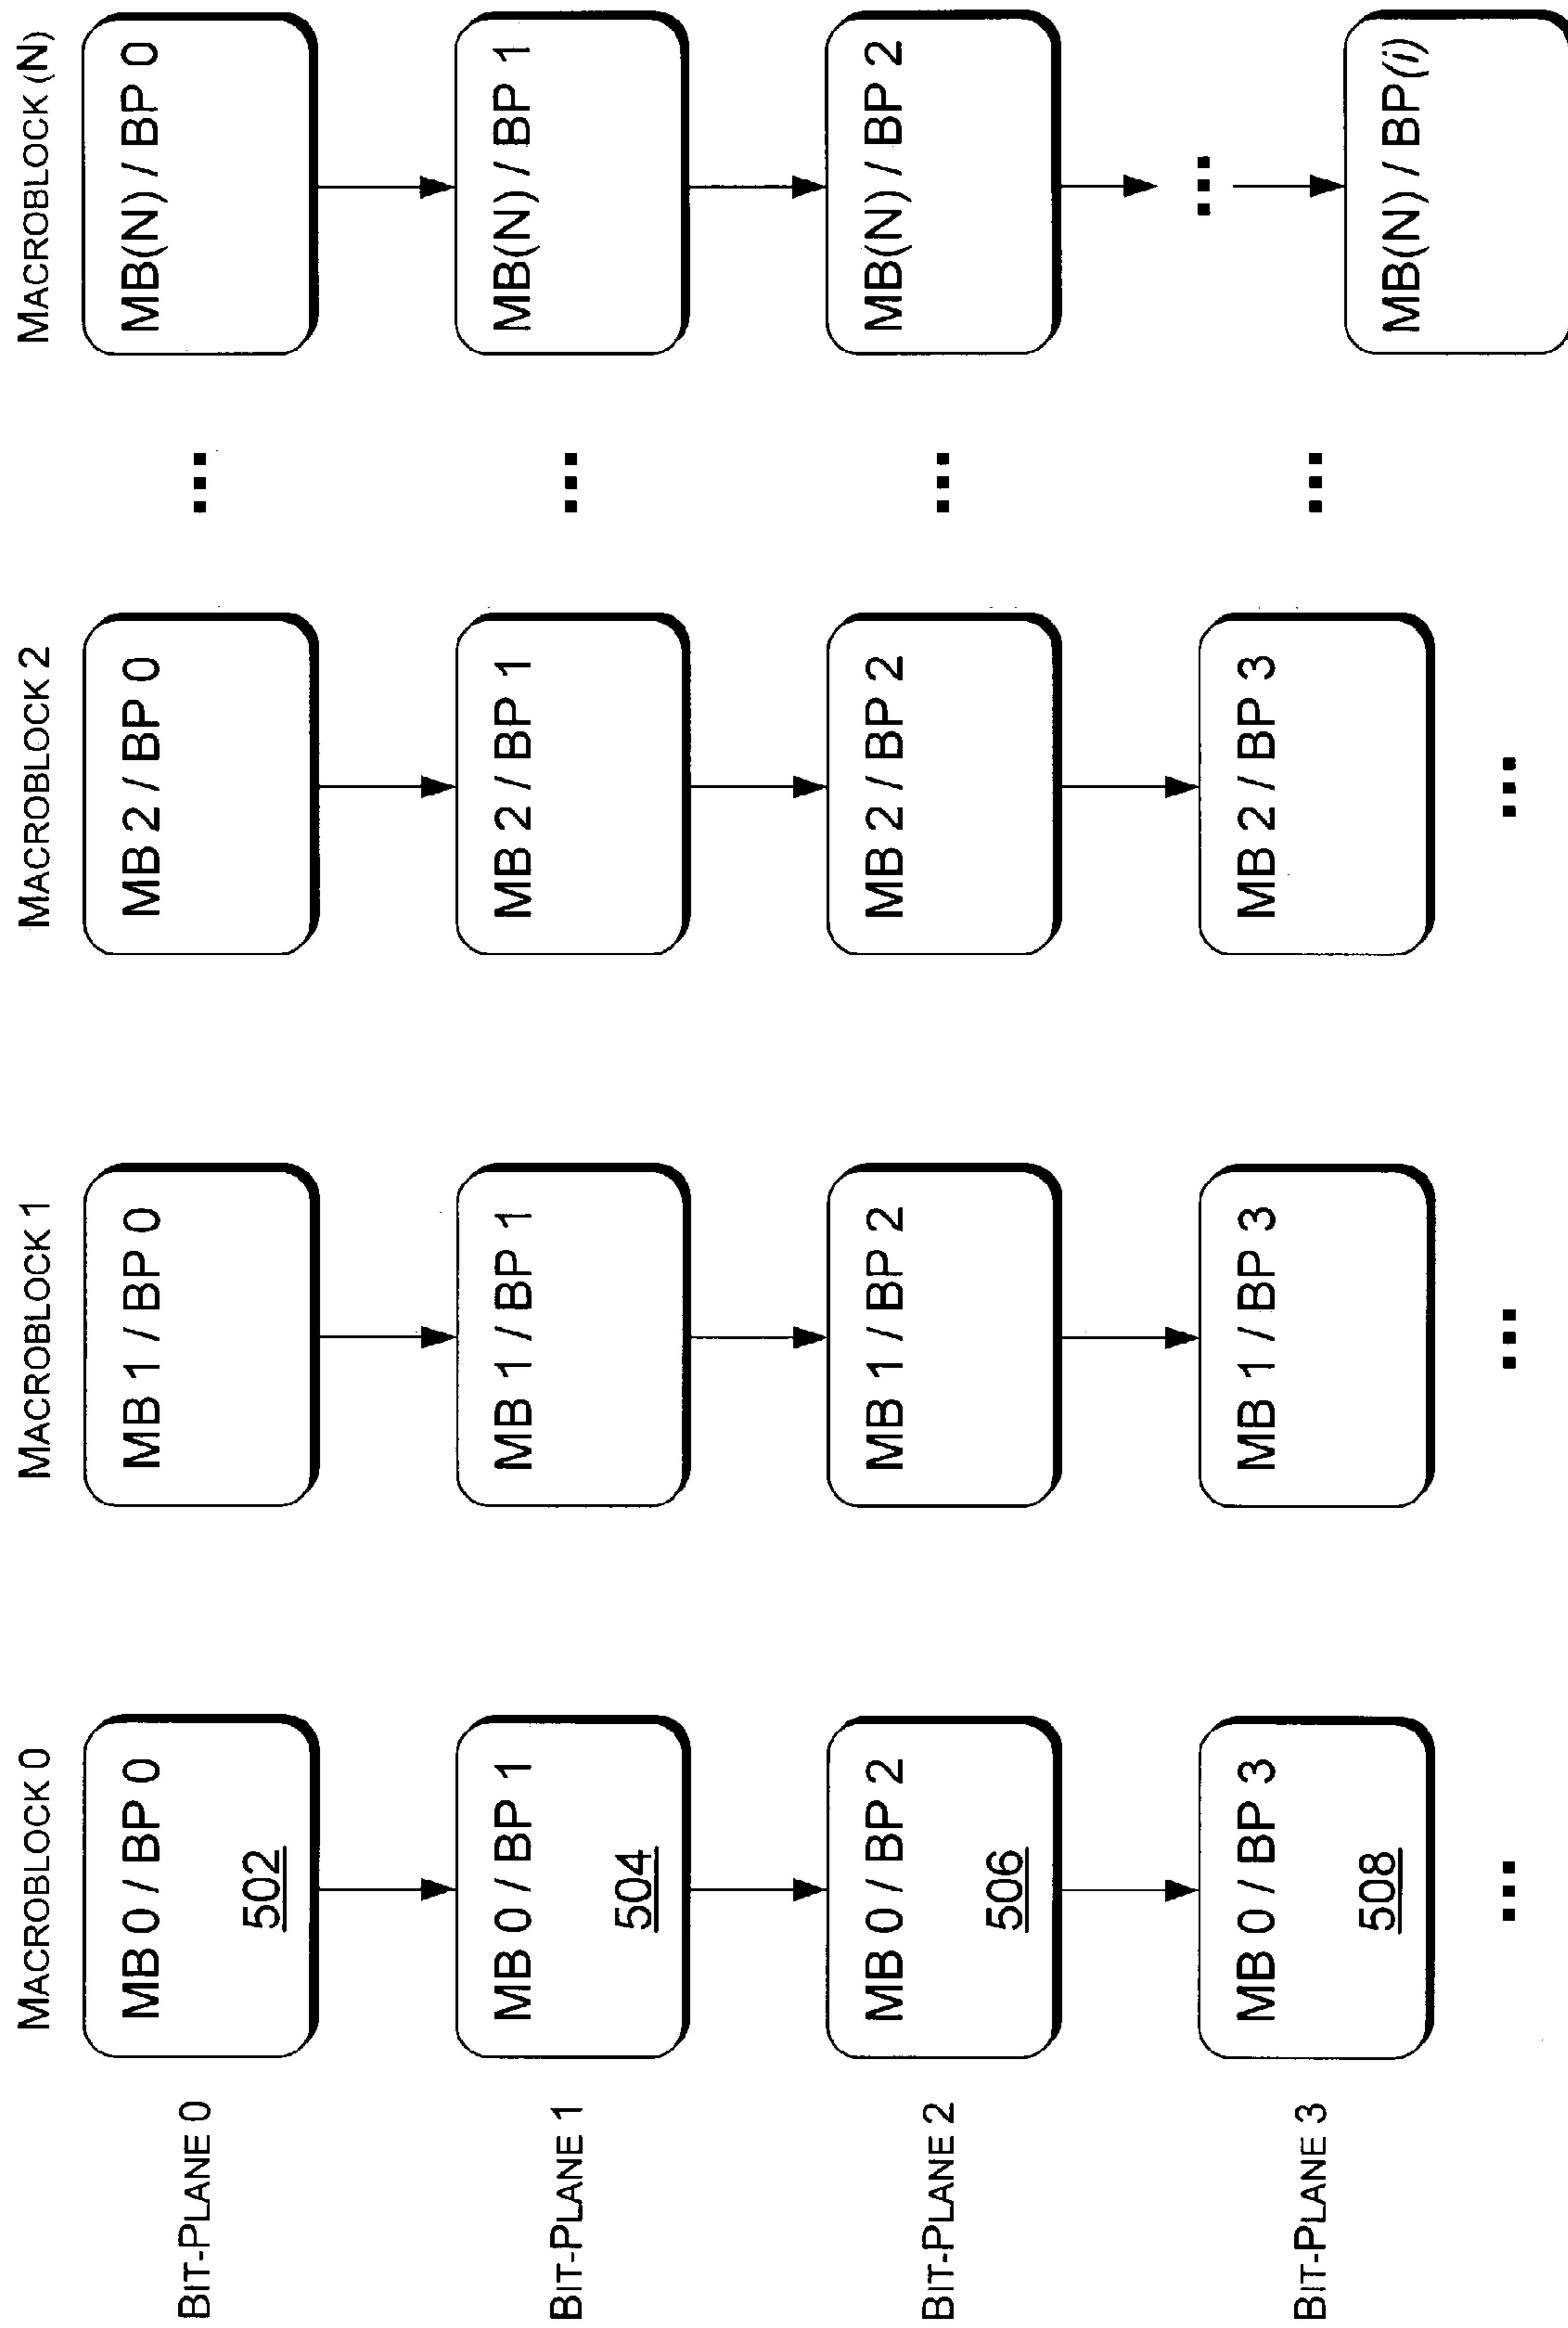 MACROBLOCK 0 MACROBLOCK 1 MACROBLOCK 2 MACROBLOCK (N)
BIT-PLANE 0 MB 0 / BP 0 MB 1 / BP 0 MB 2 / BP 0 ... MB(N) / BP 0
502
BIT-PLANE 1 MB 0 / BP 1 MB 1 / BP 1 MB 2 / BP 1 ... MB(N) / BP 1
504
BIT-PLANE 2 MB 0 / BP 2 MB 1 / BP 2 MB 2 / BP 2 ... MB(N) / BP 2
506
BIT-PLANE 3 MB 0 / BP 3 MB 1 / BP 3 MB 2 / BP 3 ... ...
508
MB(N) / BP(i)
... ... ...